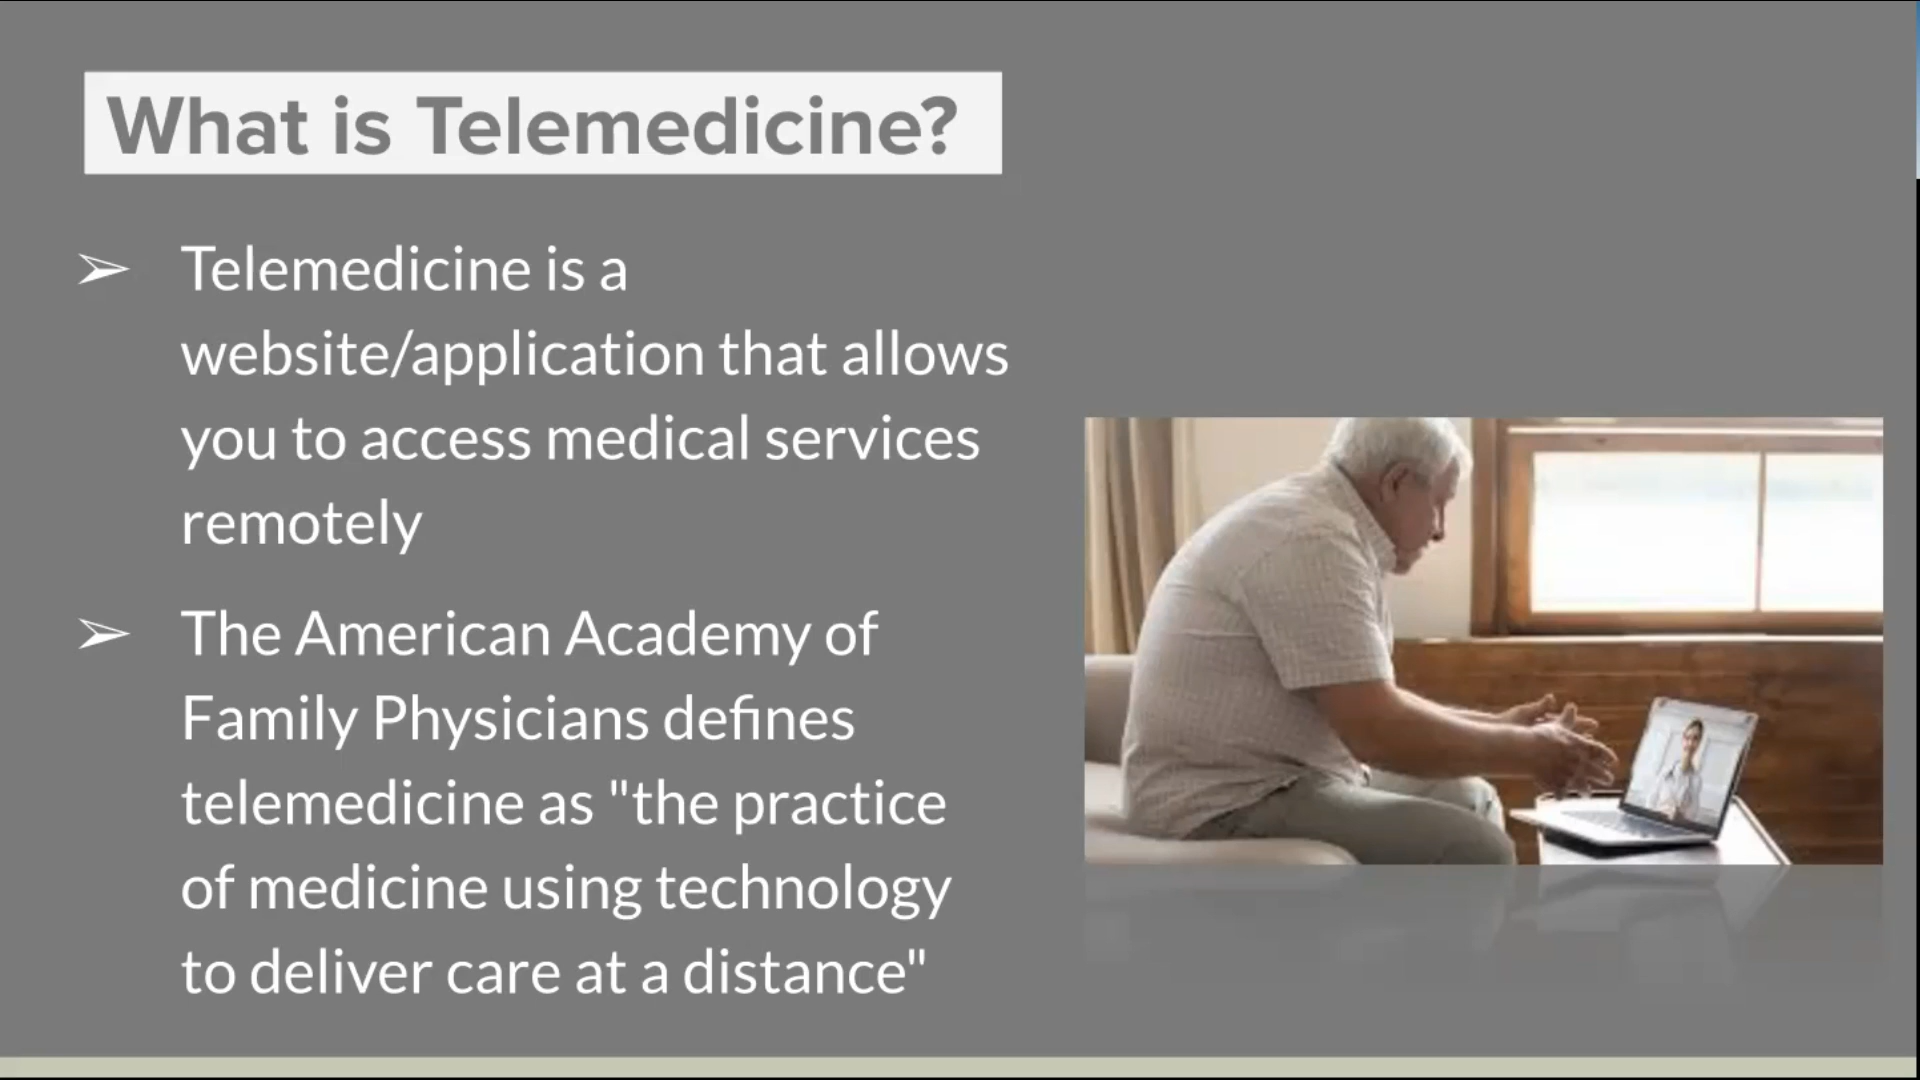 What is Telemedicine?
➢ Telemedicine is a
website/application that allows
you to access medical services
remotely
➢ The American Academy of
Family Physicians defines
telemedicine as "the practice
of medicine using technology
to deliver care at a distance"